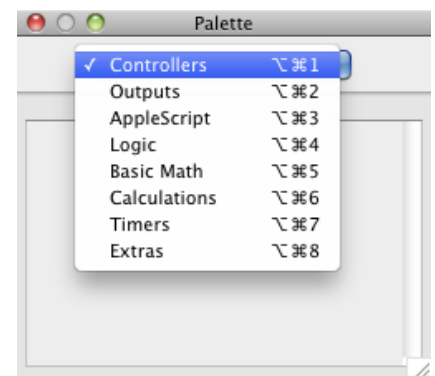 Palette
✓ Controllers ⌥⌘1
Outputs ⌥⌘2
AppleScript ⌥⌘3
Logic ⌥⌘4
Basic Math ⌥⌘5
Calculations ⌥⌘6
Timers ⌥⌘7
Extras ⌥⌘8